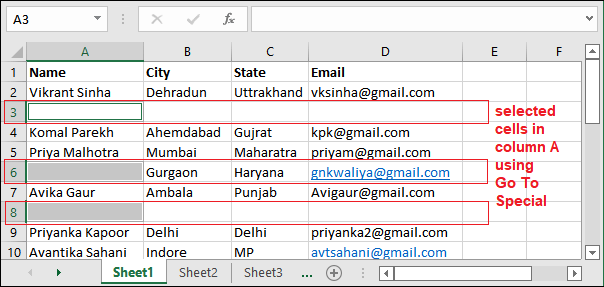 A3
fx
A B C D E F
1 Name City State Email
2 Vikrant Sinha Dehradun Uttrakhand vksinha@gmail.com
3
4 Komal Parekh Ahemdabad Gujrat kpk@gmail.com
5 Priya Malhotra Mumbai Maharatra priyam@gmail.com
6 Gurgaon Haryana gnkwaliya@gmail.com
7 Avika Gaur Ambala Punjab Avigaur@gmail.com
8
9 Priyanka Kapoor Delhi Delhi priyanka2@gmail.com
10 Avantika Sahani Indore MP avtsahani@gmail.com
selected
cells in
column A
using
Go To
Special
Sheet1 Sheet2 Sheet3 ...